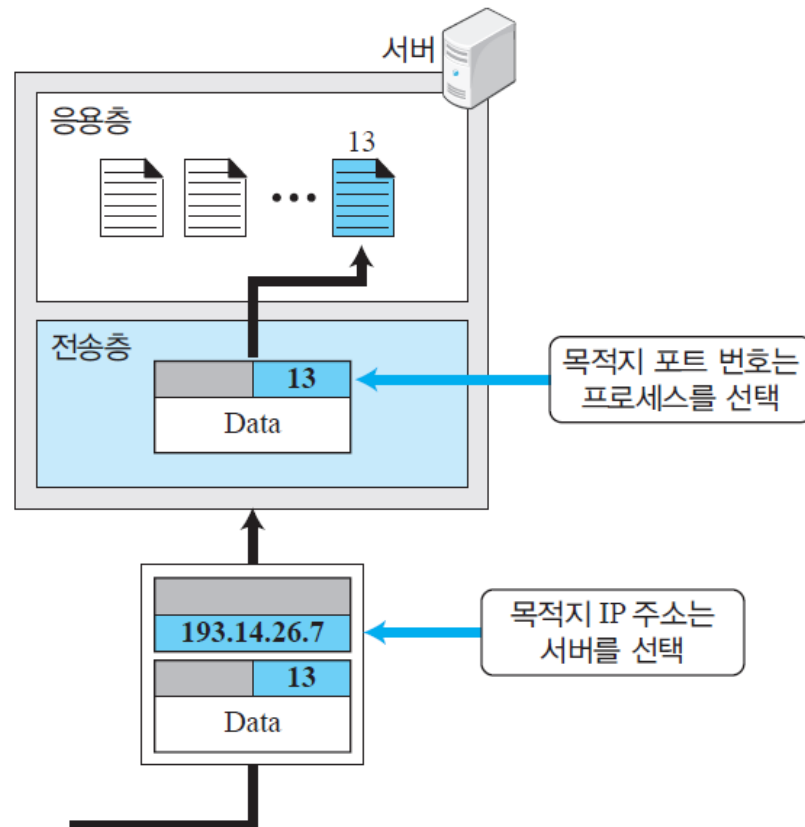 서버
응용층
13
전송층
13
Data
목적지 포트 번호는
프로세스를 선택
193.14.26.7
13
Data
목적지 IP 주소는
서버를 선택